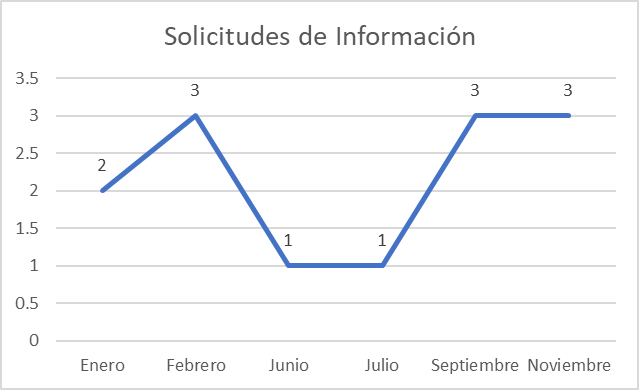 Solicitudes de Información
3.5
3
2.5
2
1.5
1
0.5
0
2
3
1
1
3
3
Enero
Febrero
Junio
Julio
Septiembre
Noviembre